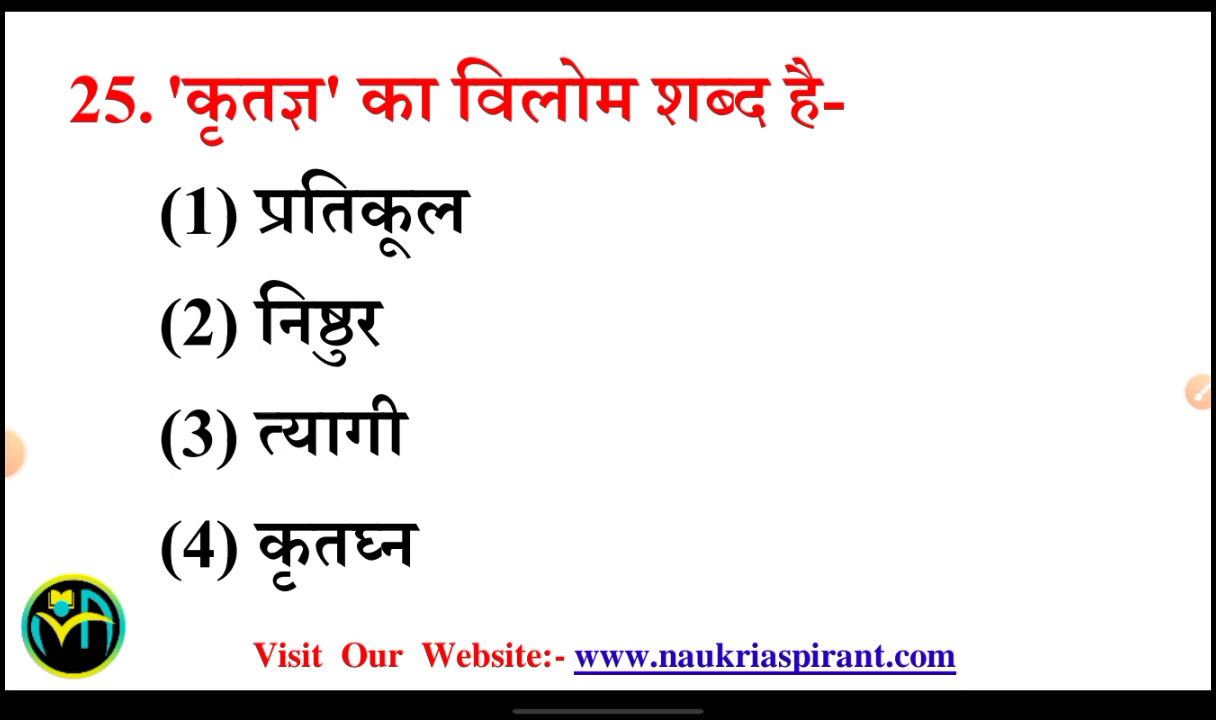 25. 'कृतज्ञ' का विलोम शब्द है-
(1) प्रतिकूल
(2) निष्ठुर
(3) त्यागी
(4) कृतघ्न
Visit Our Website:- www.naukriaspirant.com